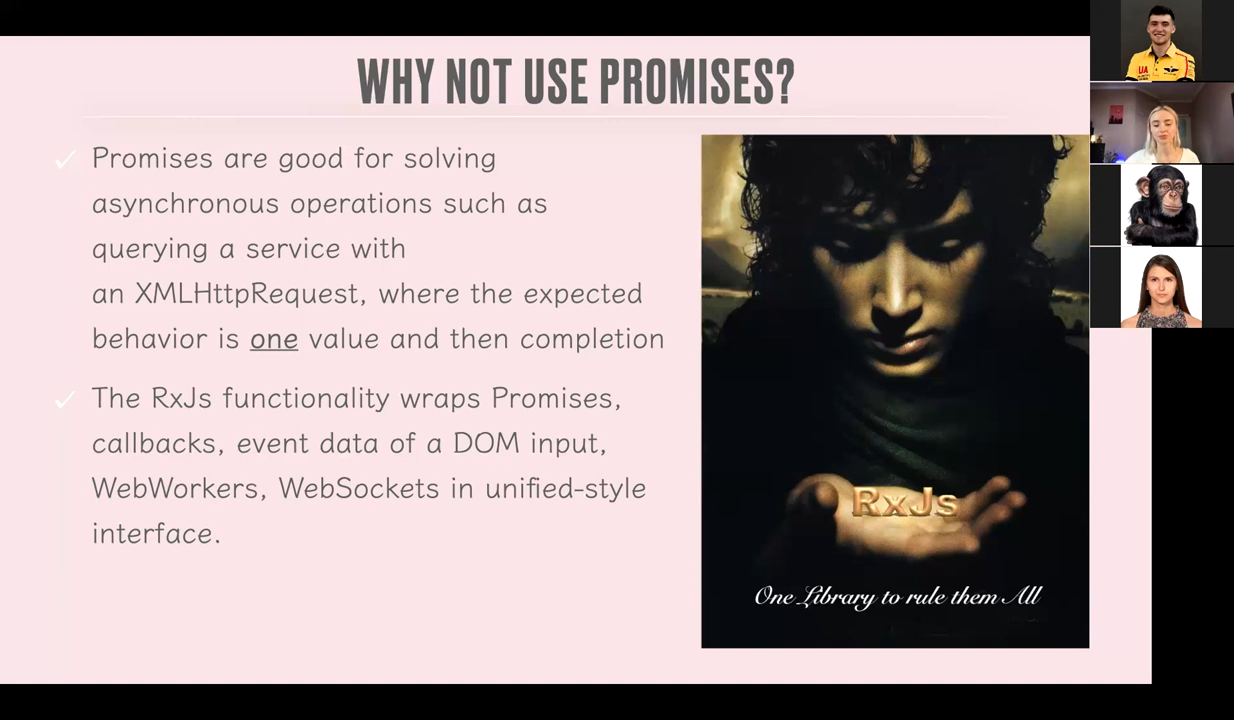 WHY NOT USE PROMISES?
Promises are good for solving
asynchronous operations such as
querying a service with
an XMLHttpRequest, where the expected
behavior is one value and then completion
The RxJs functionality wraps Promises,
callbacks, event data of a DOM input,
WebWorkers, WebSockets in unified-style
interface.
RxJs
One Library to rule them All
UA